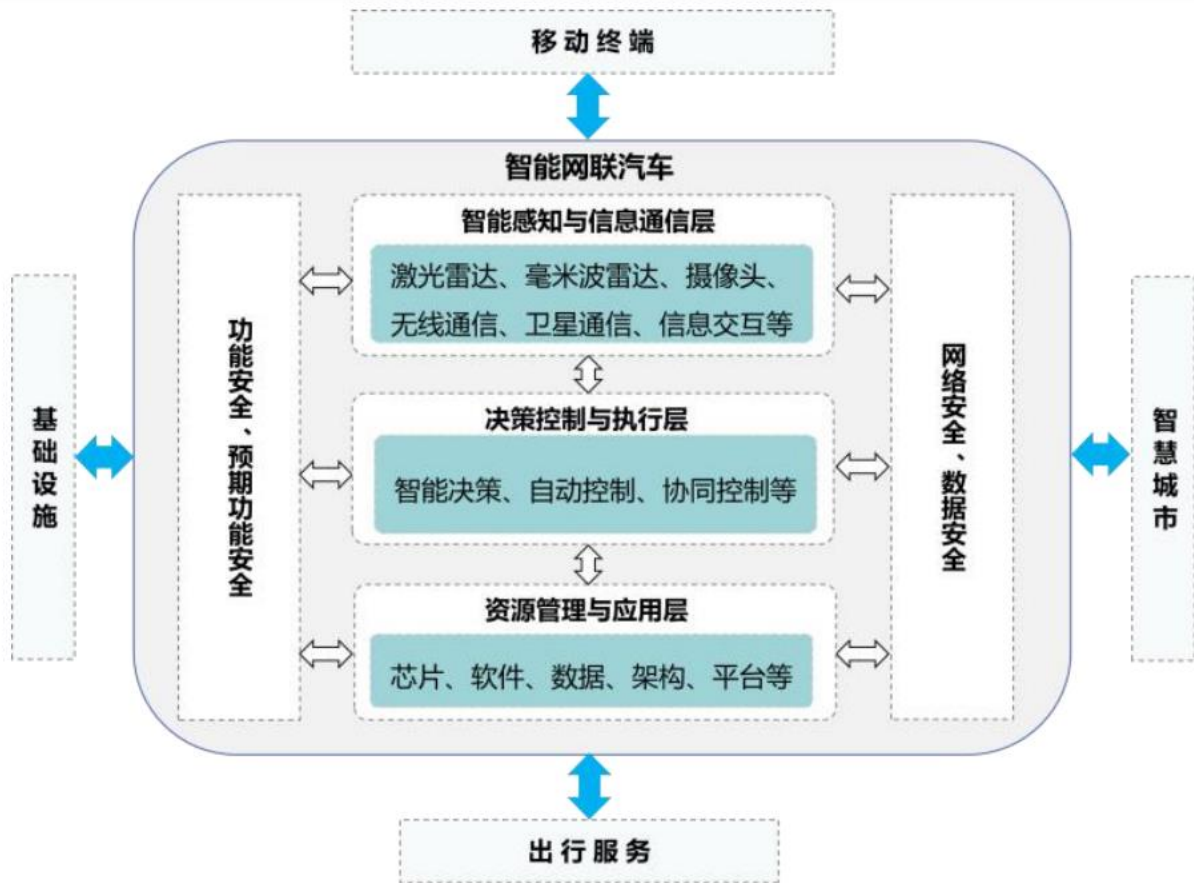 移动终端
智能网联汽车
智能感知与信息通信层
激光雷达、毫米波雷达、摄像头、
无线通信、卫星通信、信息交互等
功能安全、预期功能安全
网络安全、数据安全
基础设施
智慧城市
决策控制与执行层
智能决策、自动控制、协同控制等
资源管理与应用层
芯片、软件、数据、架构、平台等
出行服务